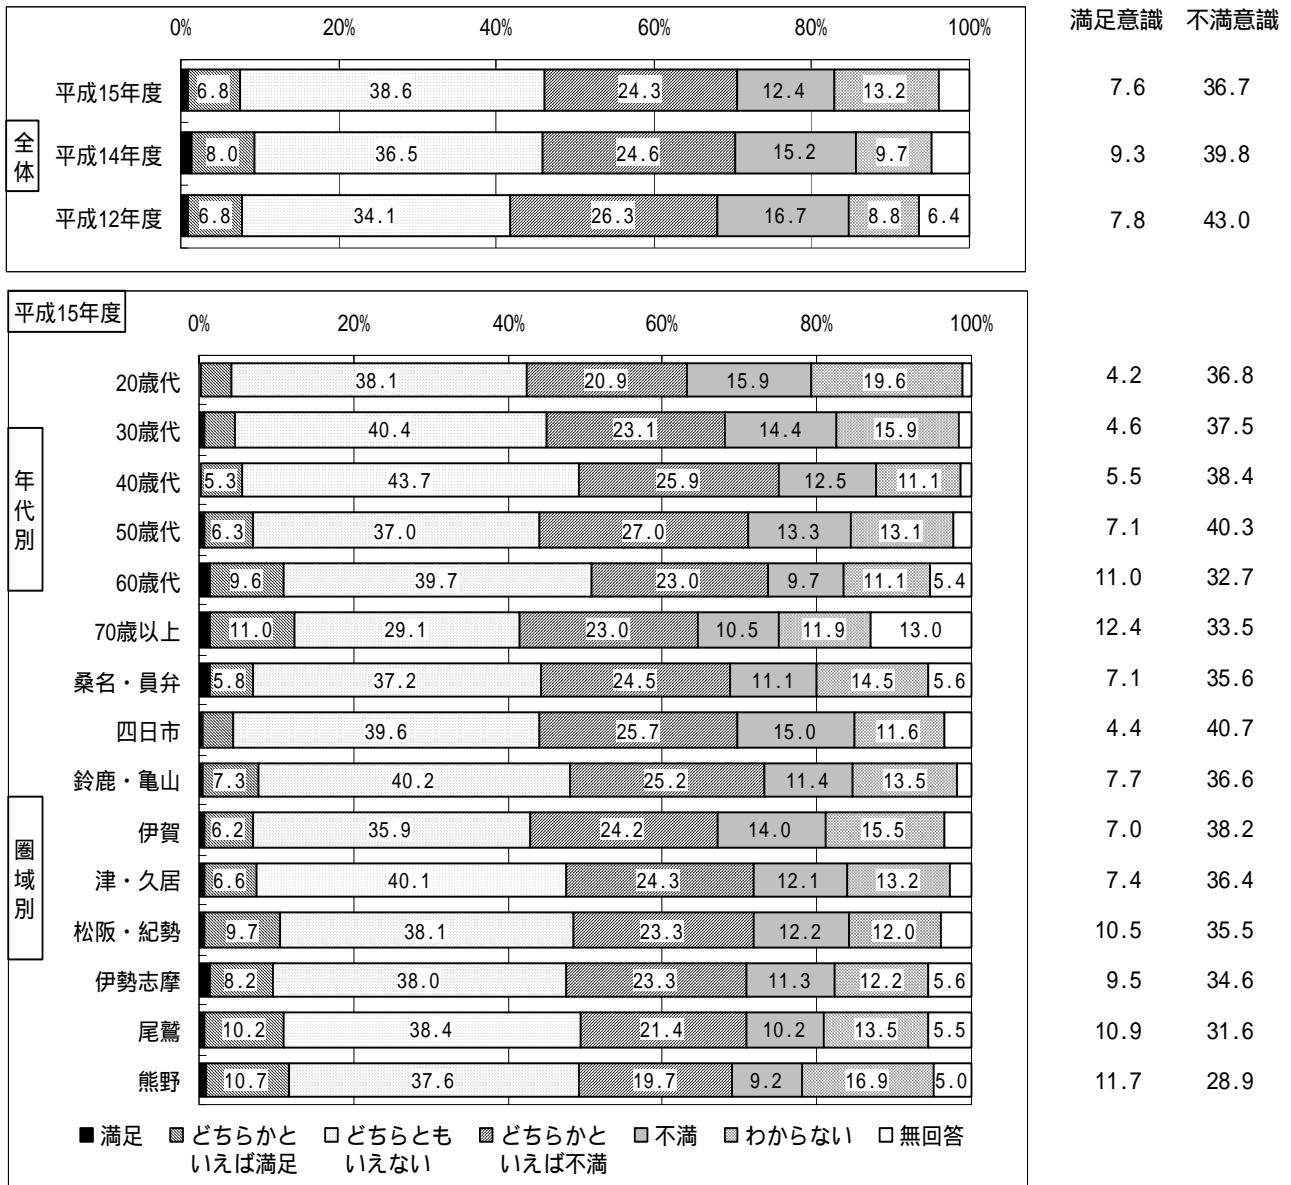 0% 20% 40% 60% 80% 100% 満足意識 不満意識
全体
平成15年度 6.8 38.6 24.3 12.4 13.2 7.6 36.7
平成14年度 8.0 36.5 24.6 15.2 9.7 9.3 39.8
平成12年度 6.8 34.1 26.3 16.7 8.8 6.4 7.8 43.0
平成15年度
0% 20% 40% 60% 80% 100%
年代別
20歳代 38.1 20.9 15.9 19.6 4.2 36.8
30歳代 40.4 23.1 14.4 15.9 4.6 37.5
40歳代 5.3 43.7 25.9 12.5 11.1 5.5 38.4
50歳代 6.3 37.0 27.0 13.3 13.1 7.1 40.3
60歳代 9.6 39.7 23.0 9.7 11.1 5.4 11.0 32.7
70歳以上 11.0 29.1 23.0 10.5 11.9 13.0 12.4 33.5
圏域別
桑名・員弁 5.8 37.2 24.5 11.1 14.5 5.6 7.1 35.6
四日市 39.6 25.7 15.0 11.6 4.4 40.7
鈴鹿・亀山 7.3 40.2 25.2 11.4 13.5 7.7 36.6
伊賀 6.2 35.9 24.2 14.0 15.5 7.0 38.2
津・久居 6.6 40.1 24.3 12.1 13.2 7.4 36.4
松阪・紀勢 9.7 38.1 23.3 12.2 12.0 10.5 35.5
伊勢志摩 8.2 38.0 23.3 11.3 12.2 5.6 9.5 34.6
尾鷲 10.2 38.4 21.4 10.2 13.5 5.5 10.9 31.6
熊野 10.7 37.6 19.7 9.2 16.9 5.0 11.7 28.9
満足 どちらかと どちらとも どちらかと 不満 わからない 無回答
いえば満足 いえない いえば不満